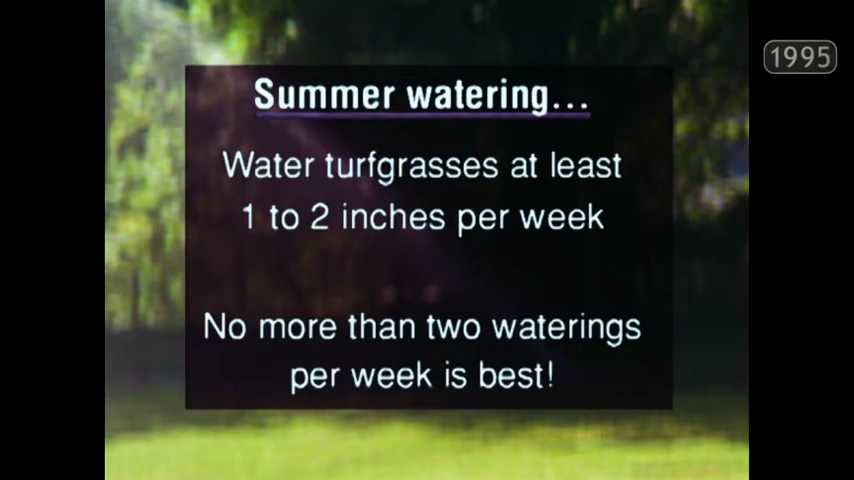 1995
Summer watering...
Water turfgrasses at least
1 to 2 inches per week
No more than two waterings
per week is best!